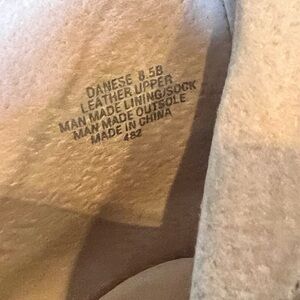 DANESE 8.5B
LEATHER UPPER
MAN MADE LINING/SOCK
MAN MADE OUTSOLE
MADE IN CHINA
482